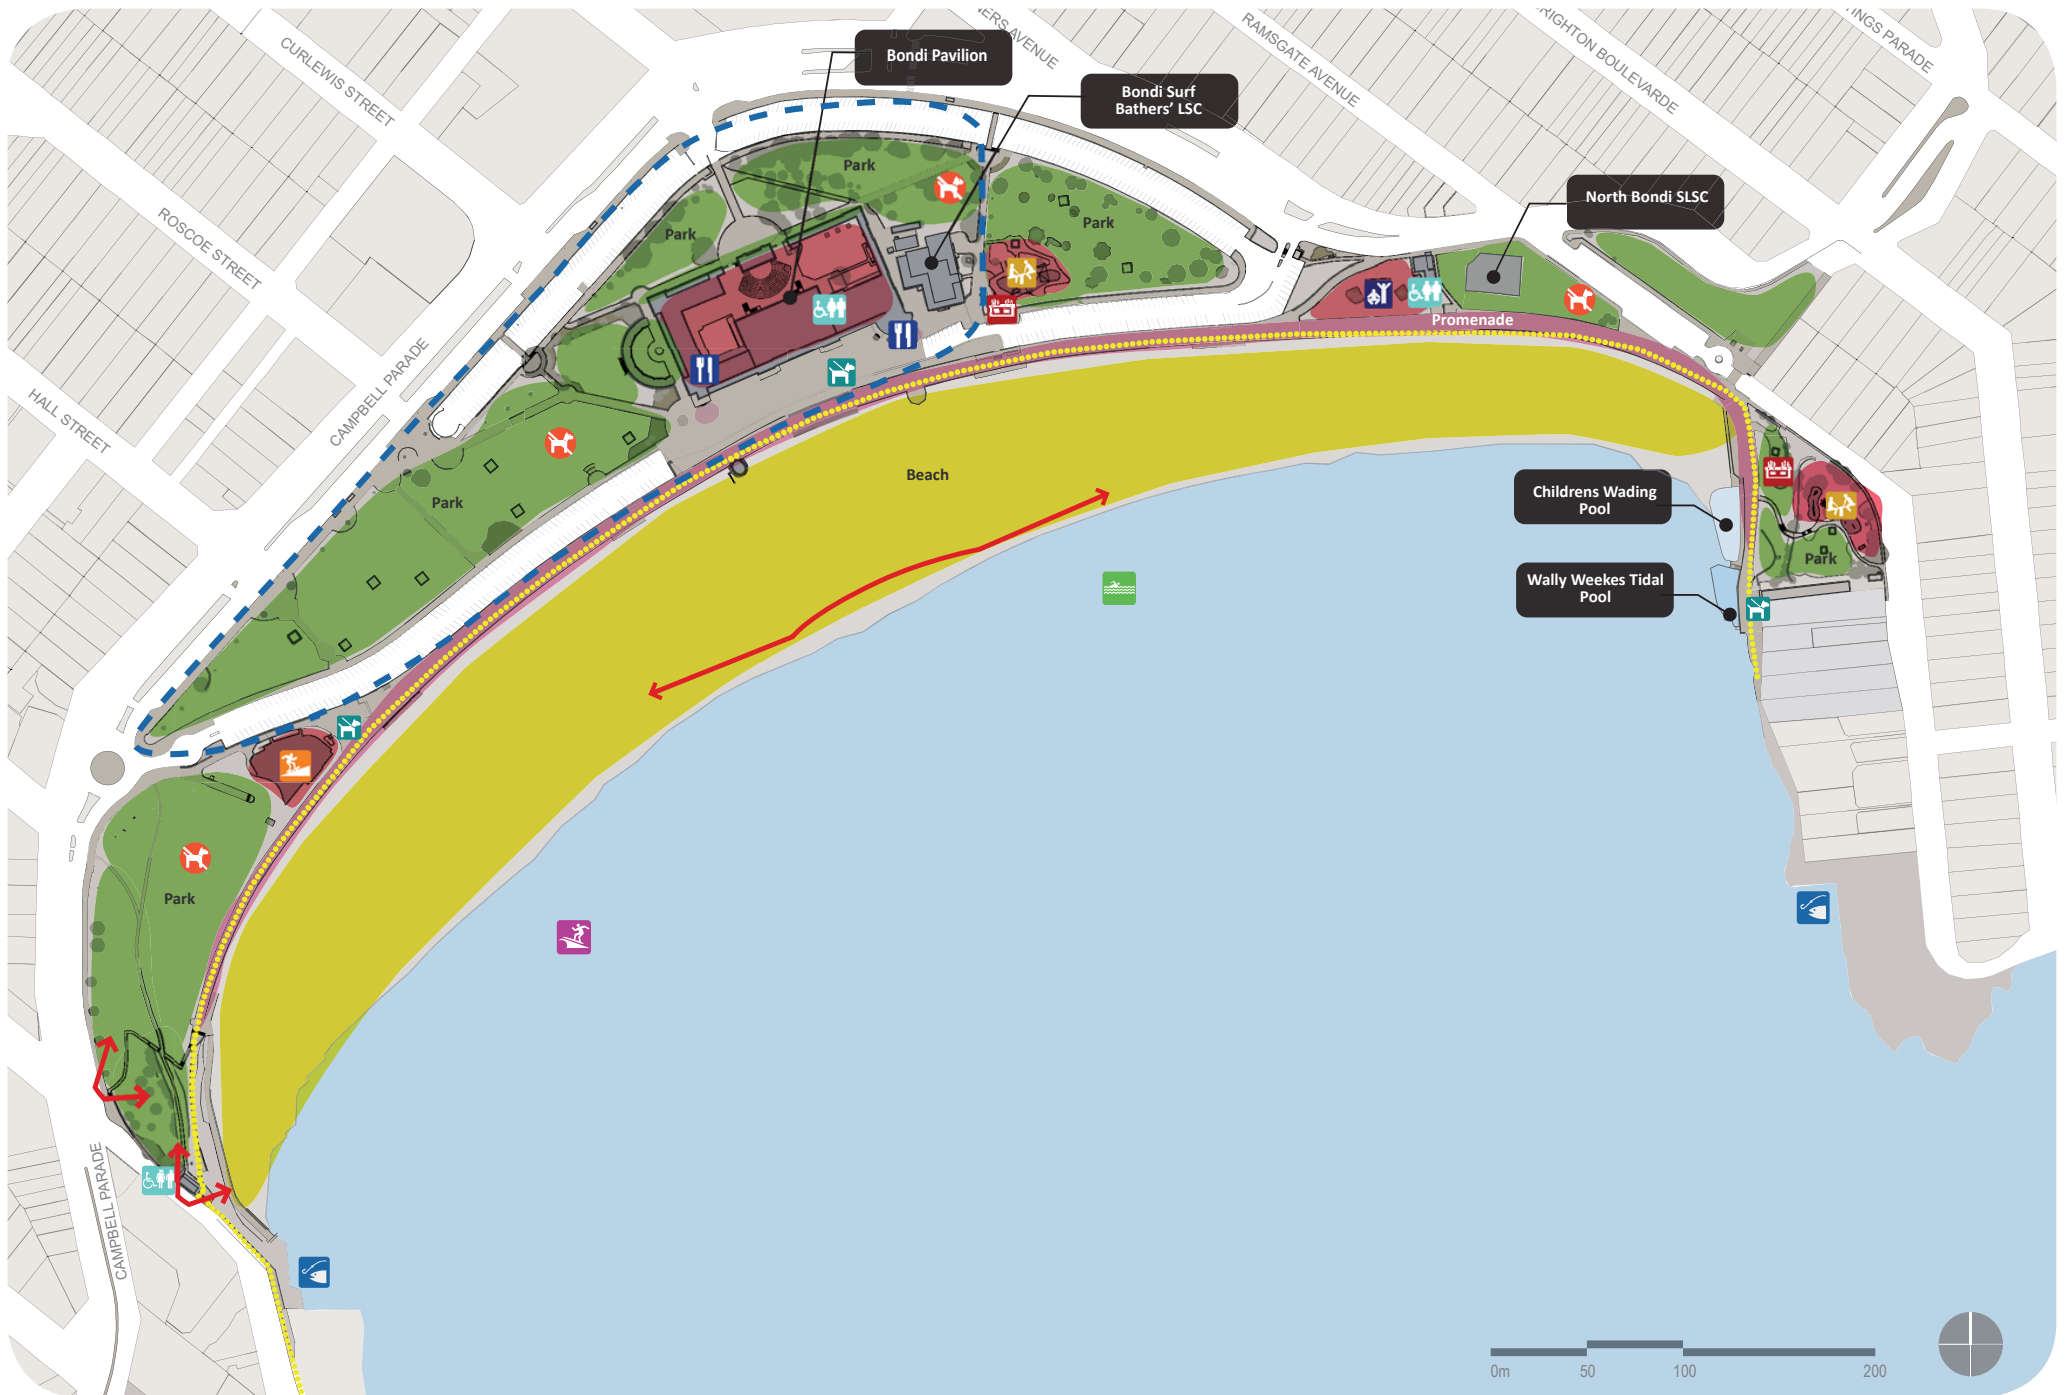 RAMSGATE AVENUE
BRIGHTON BOULEVARDE
CURLEWIS STREET
Bondi Pavilion
Bondi Surf
Bathers' LSC
Park
Park
Park
North Bondi SLSC
ROSCOE STREET
Promenade
CAMPBELL PARADE
HALL STREET
Beach
Park
Childrens Wading
Pool
Park
Wally Weekes Tidal
Pool
Park
CAMPBELL PARADE
0m 50 100 200